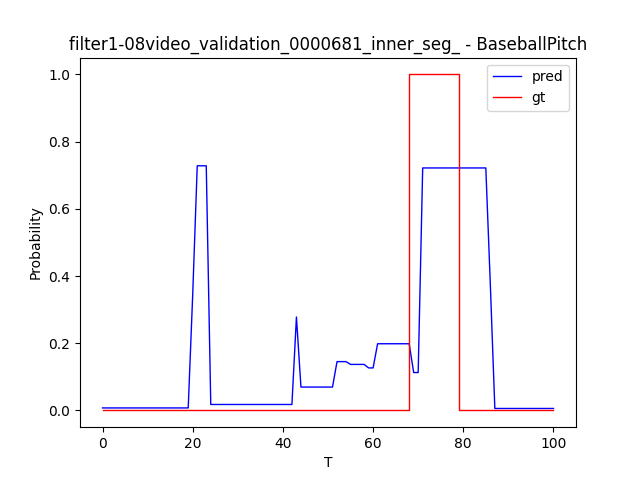 filter1-08video_validation_0000681_inner_seg_ - BaseballPitch
pred
gt
1.0
0.8
0.6
0.4
0.2
0.0
Probability
0
20
40
60
80
100
T